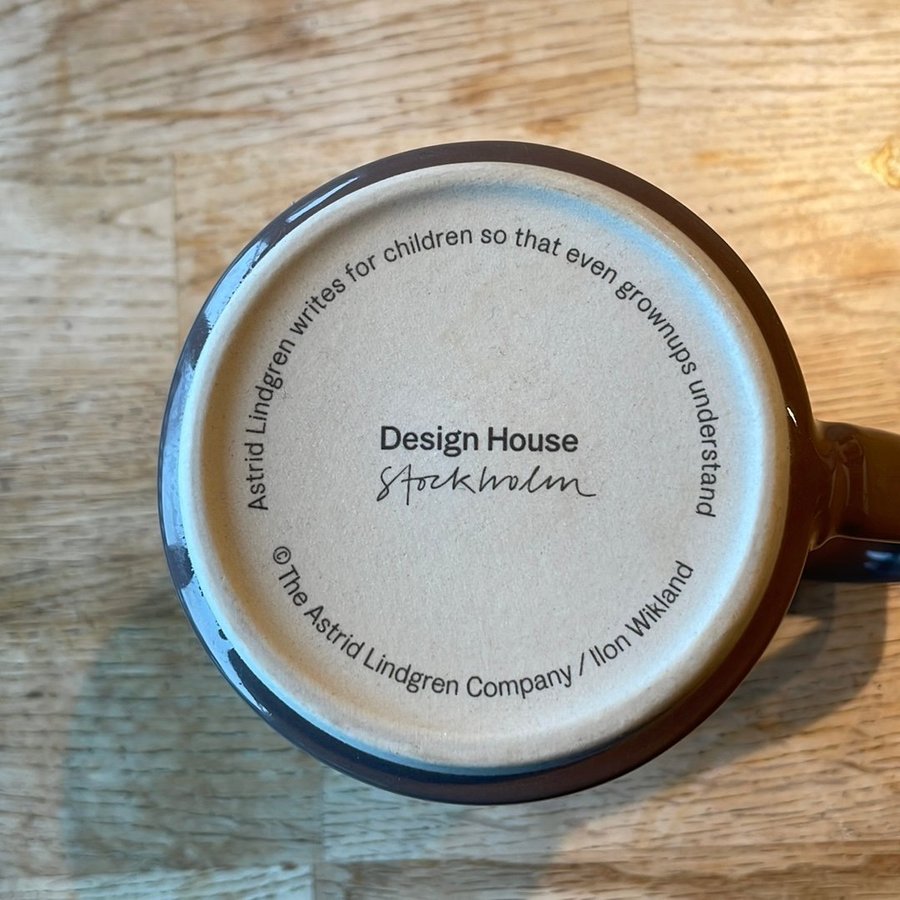 Astrid Lindgren writes for children so that even grownups understand
Design House
Stockholm
©The Astrid Lindgren Company / Ilon Wikland